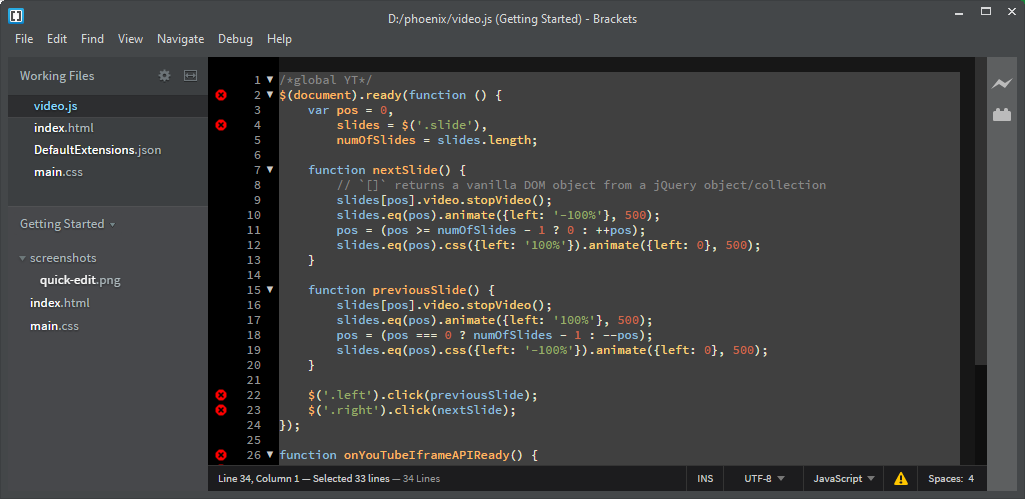 D:/phoenix/video.js (Getting Started) - Brackets
File Edit Find View Navigate Debug Help
Working Files
video.js
index.html
DefaultExtensions.json
main.css
Getting Started
screenshots
quick-edit.png
index.html
main.css
1 /*global YT*/
2 $(document).ready(function () {
3     var pos = 0,
4         slides = $('.slide'),
5         numOfSlides = slides.length;
6
7     function nextSlide() {
8         // `[]` returns a vanilla DOM object from a jQuery object/collection
9         slides[pos].video.stopVideo();
10         slides.eq(pos).animate({left: '-100%'}, 500);
11         pos = (pos >= numOfSlides - 1 ? 0 : ++pos);
12         slides.eq(pos).css({left: '100%'}).animate({left: 0}, 500);
13     }
14
15     function previousSlide() {
16         slides[pos].video.stopVideo();
17         slides.eq(pos).animate({left: '100%'}, 500);
18         pos = (pos === 0 ? numOfSlides - 1 : --pos);
19         slides.eq(pos).css({left: '-100%'}).animate({left: 0}, 500);
20     }
21
22     $('.left').click(previousSlide);
23     $('.right').click(nextSlide);
24 });
25
26 function onYouTubeIframeAPIReady() {
Line 34, Column 1 — Selected 33 lines — 34 Lines INS UTF-8 JavaScript Spaces: 4